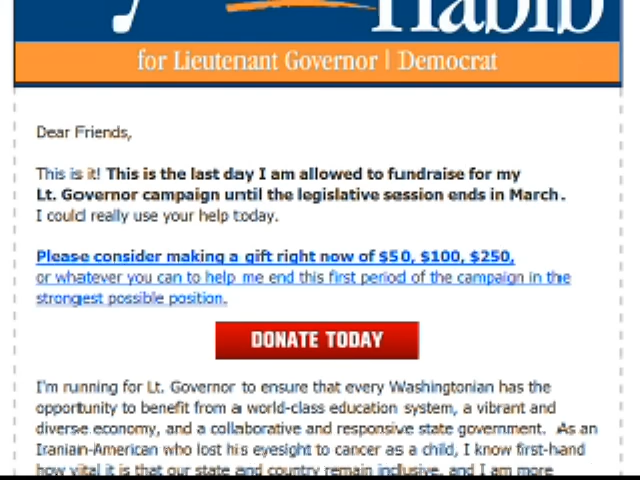 y Habib
for Lieutenant Governor | Democrat
Dear Friends,
This is it! This is the last day I am allowed to fundraise for my
Lt. Governor campaign until the legislative session ends in March.
I could really use your help today.
Please consider making a gift right now of $50, $100, $250,
or whatever you can to help me end this first period of the campaign in the
strongest possible position.
DONATE TODAY
I'm running for Lt. Governor to ensure that every Washingtonian has the
opportunity to benefit from a world-class education system, a vibrant and
diverse economy, and a collaborative and responsive state government. As an
Iranian-American who lost his eyesight to cancer as a child, I know first-hand
how vital it is that our state and country remain inclusive, and I am more